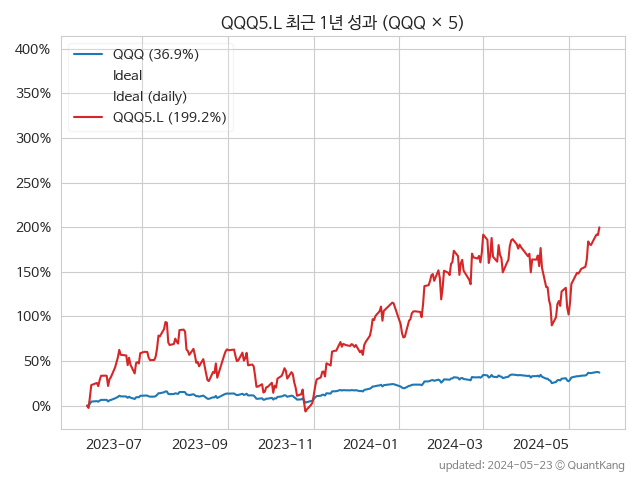 QQQ5.L 최근 1년 성과 (QQQ × 5)
400%
350%
300%
250%
200%
150%
100%
50%
0%
QQQ (36.9%)
Ideal
Ideal (daily)
QQQ5.L (199.2%)
2023-07
2023-09
2023-11
2024-01
2024-03
2024-05
updated: 2024-05-23 © QuantKang